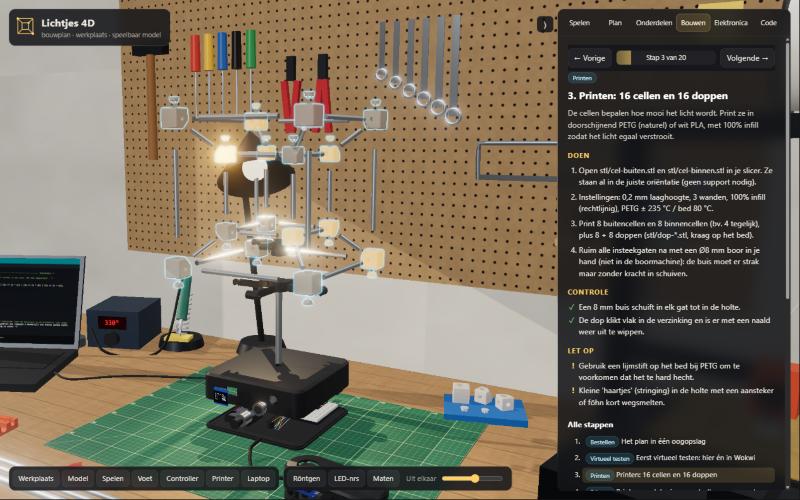 Lichtjes 4D
bouwplan · werkplaats · speelbaar model
Spelen Plan Onderdelen Bouwen Elektronica Code
← Vorige Stap 3 van 20 Volgende →
Printen
3. Printen: 16 cellen en 16 doppen
De cellen bepalen hoe mooi het licht wordt. Print ze in
doorschijnend PETG (naturel) of wit PLA, met 100% infill
zodat het licht egaal verstrooit.
DOEN
1. Open stl/cel-buiten.stl en stl/cel-binnen.stl in je slicer. Ze
staan al in de juiste oriëntatie (geen support nodig).
2. Instellingen: 0,2 mm laaghoogte, 3 wanden, 100% infill
(rechtlijnig), PETG ± 235 °C / bed 80 °C.
3. Print 8 buitencellen en 8 binnencellen (bv. 4 tegelijk),
plus 8 + 8 doppen (stl/dop-*.stl, kraag op het bed).
4. Ruim alle insteekgaten na met een Ø8 mm boor in je
hand (niet in de boormachine): de buis moet er strak
maar zonder kracht in schuiven.
CONTROLE
✓ Een 8 mm buis schuift in elk gat tot in de holte.
✓ De dop klikt vlak in de verzinking en is er met een naald
weer uit te wippen.
LET OP
! Gebruik een lijmstift op het bed bij PETG om te
voorkomen dat het te hard hecht.
! Kleine 'haartjes' (stringing) in de holte met een aansteker
of föhn kort wegsmelten.
Alle stappen
1. Bestellen Het plan in één oogopslag
2. Virtueel testen Eerst virtueel testen: hier én in Wokwi
3. Printen Printen: 16 cellen en 16 doppen
330°
Werkplaats Model Spelen Voet Controller Printer Laptop
Röntgen LED-nrs Maten Uit elkaar